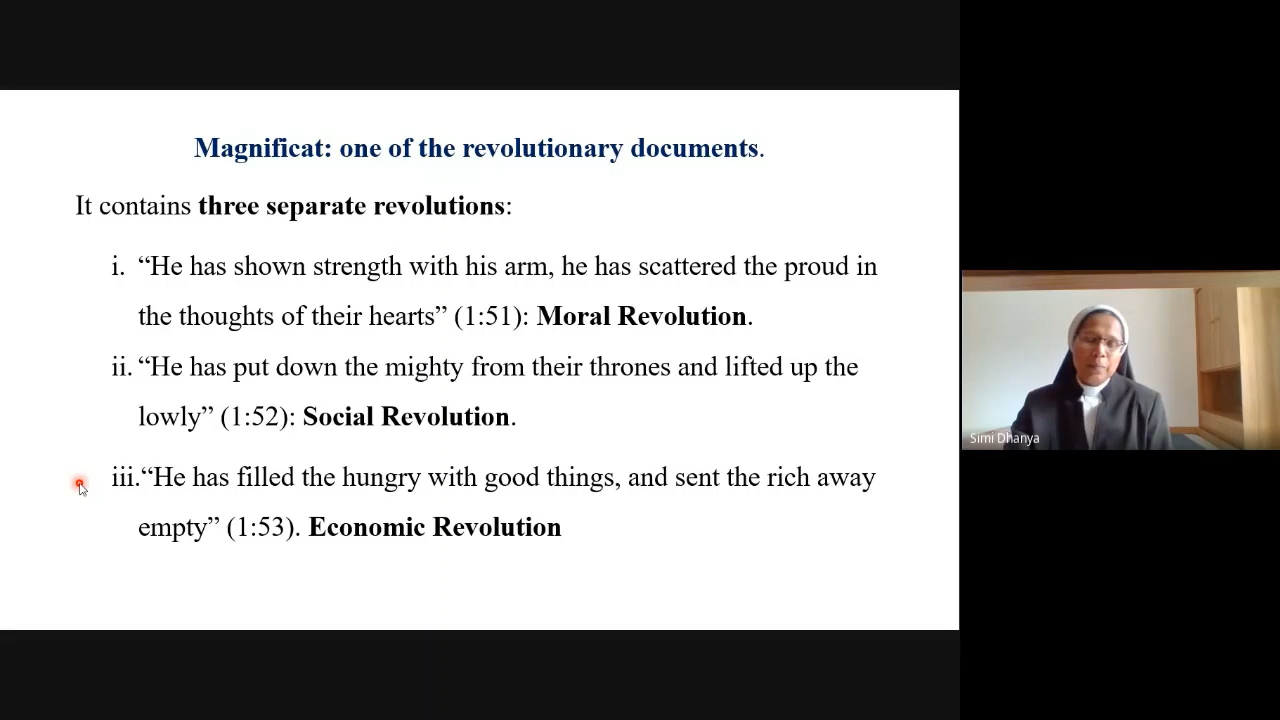 Magnificat: one of the revolutionary documents.
It contains three separate revolutions:
i. “He has shown strength with his arm, he has scattered the proud in
the thoughts of their hearts” (1:51): Moral Revolution.
ii. “He has put down the mighty from their thrones and lifted up the
lowly” (1:52): Social Revolution.
iii.“He has filled the hungry with good things, and sent the rich away
empty” (1:53). Economic Revolution
Simi Dhanya